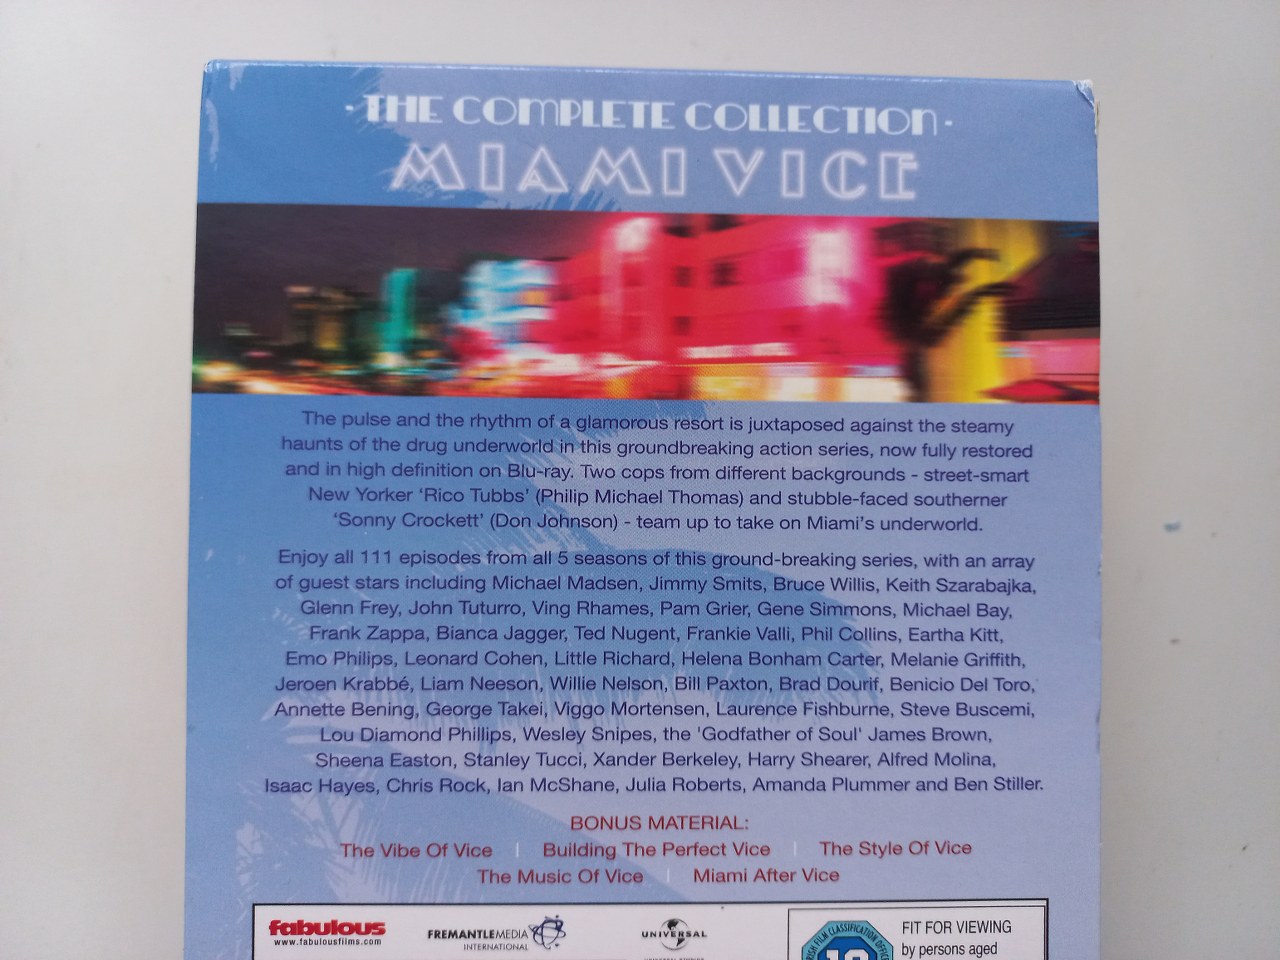 - THE COMPLETE COLLECTION -
MIAMI VICE
The pulse and the rhythm of a glamorous resort is juxtaposed against the steamy
haunts of the drug underworld in this groundbreaking action series, now fully restored
and in high definition on Blu-ray. Two cops from different backgrounds - street-smart
New Yorker ‘Rico Tubbs’ (Philip Michael Thomas) and stubble-faced southerner
‘Sonny Crockett’ (Don Johnson) - team up to take on Miami’s underworld.
Enjoy all 111 episodes from all 5 seasons of this ground-breaking series, with an array
of guest stars including Michael Madsen, Jimmy Smits, Bruce Willis, Keith Szarabajka,
Glenn Frey, John Tuturro, Ving Rhames, Pam Grier, Gene Simmons, Michael Bay,
Frank Zappa, Bianca Jagger, Ted Nugent, Frankie Valli, Phil Collins, Eartha Kitt,
Emo Philips, Leonard Cohen, Little Richard, Helena Bonham Carter, Melanie Griffith,
Jeroen Krabbé, Liam Neeson, Willie Nelson, Bill Paxton, Brad Dourif, Benicio Del Toro,
Annette Bening, George Takei, Viggo Mortensen, Laurence Fishburne, Steve Buscemi,
Lou Diamond Phillips, Wesley Snipes, the 'Godfather of Soul' James Brown,
Sheena Easton, Stanley Tucci, Xander Berkeley, Harry Shearer, Alfred Molina,
Isaac Hayes, Chris Rock, Ian McShane, Julia Roberts, Amanda Plummer and Ben Stiller.
BONUS MATERIAL:
The Vibe Of Vice | Building The Perfect Vice | The Style Of Vice
The Music Of Vice | Miami After Vice
fabulous
www.fabulousfilms.com
FREMANTLEMEDIA
INTERNATIONAL
UNIVERSAL
FILM CLASSIFICATION
FIT FOR VIEWING
by persons aged